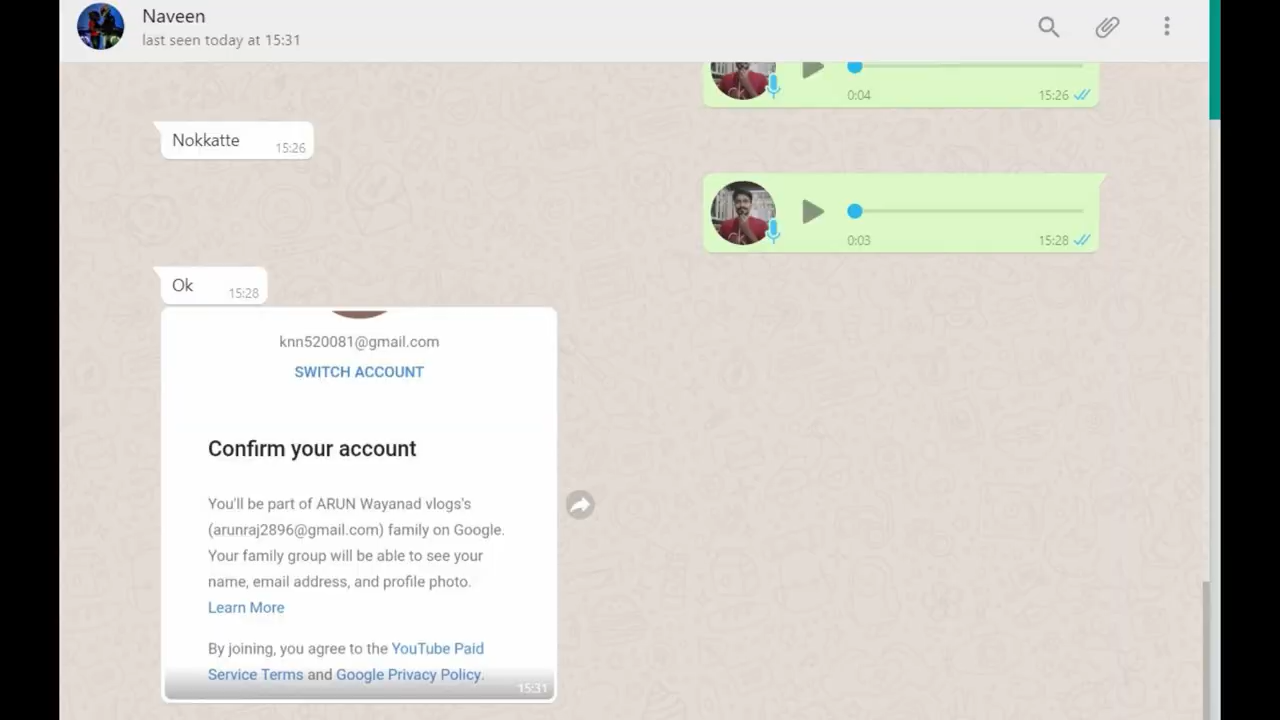 Naveen
last seen today at 15:31
0:04 15:26
Nokkatte 15:26
0:03 15:28
Ok 15:28
knn520081@gmail.com
SWITCH ACCOUNT
Confirm your account
You'll be part of ARUN Wayanad vlogs's
(arunraj2896@gmail.com) family on Google.
Your family group will be able to see your
name, email address, and profile photo.
Learn More
By joining, you agree to the YouTube Paid
Service Terms and Google Privacy Policy.
15:31